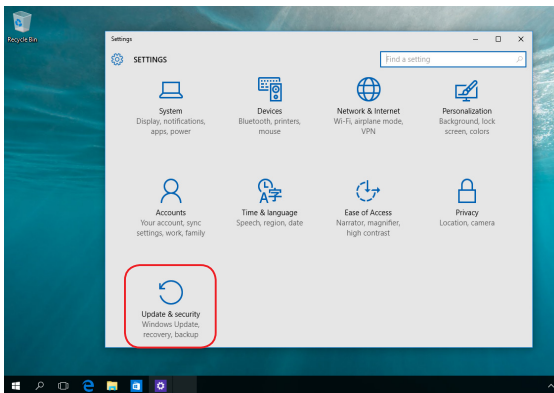 Recycle Bin
Settings
SETTINGS
Find a setting
System
Display, notifications,
apps, power
Devices
Bluetooth, printers,
mouse
Network & Internet
Wi-Fi, airplane mode,
VPN
Personalization
Background, lock
screen, colors
Accounts
Your account, sync
settings, work, family
Time & language
Speech, region, date
Ease of Access
Narrator, magnifier,
high contrast
Privacy
Location, camera
Update & security
Windows Update,
recovery, backup